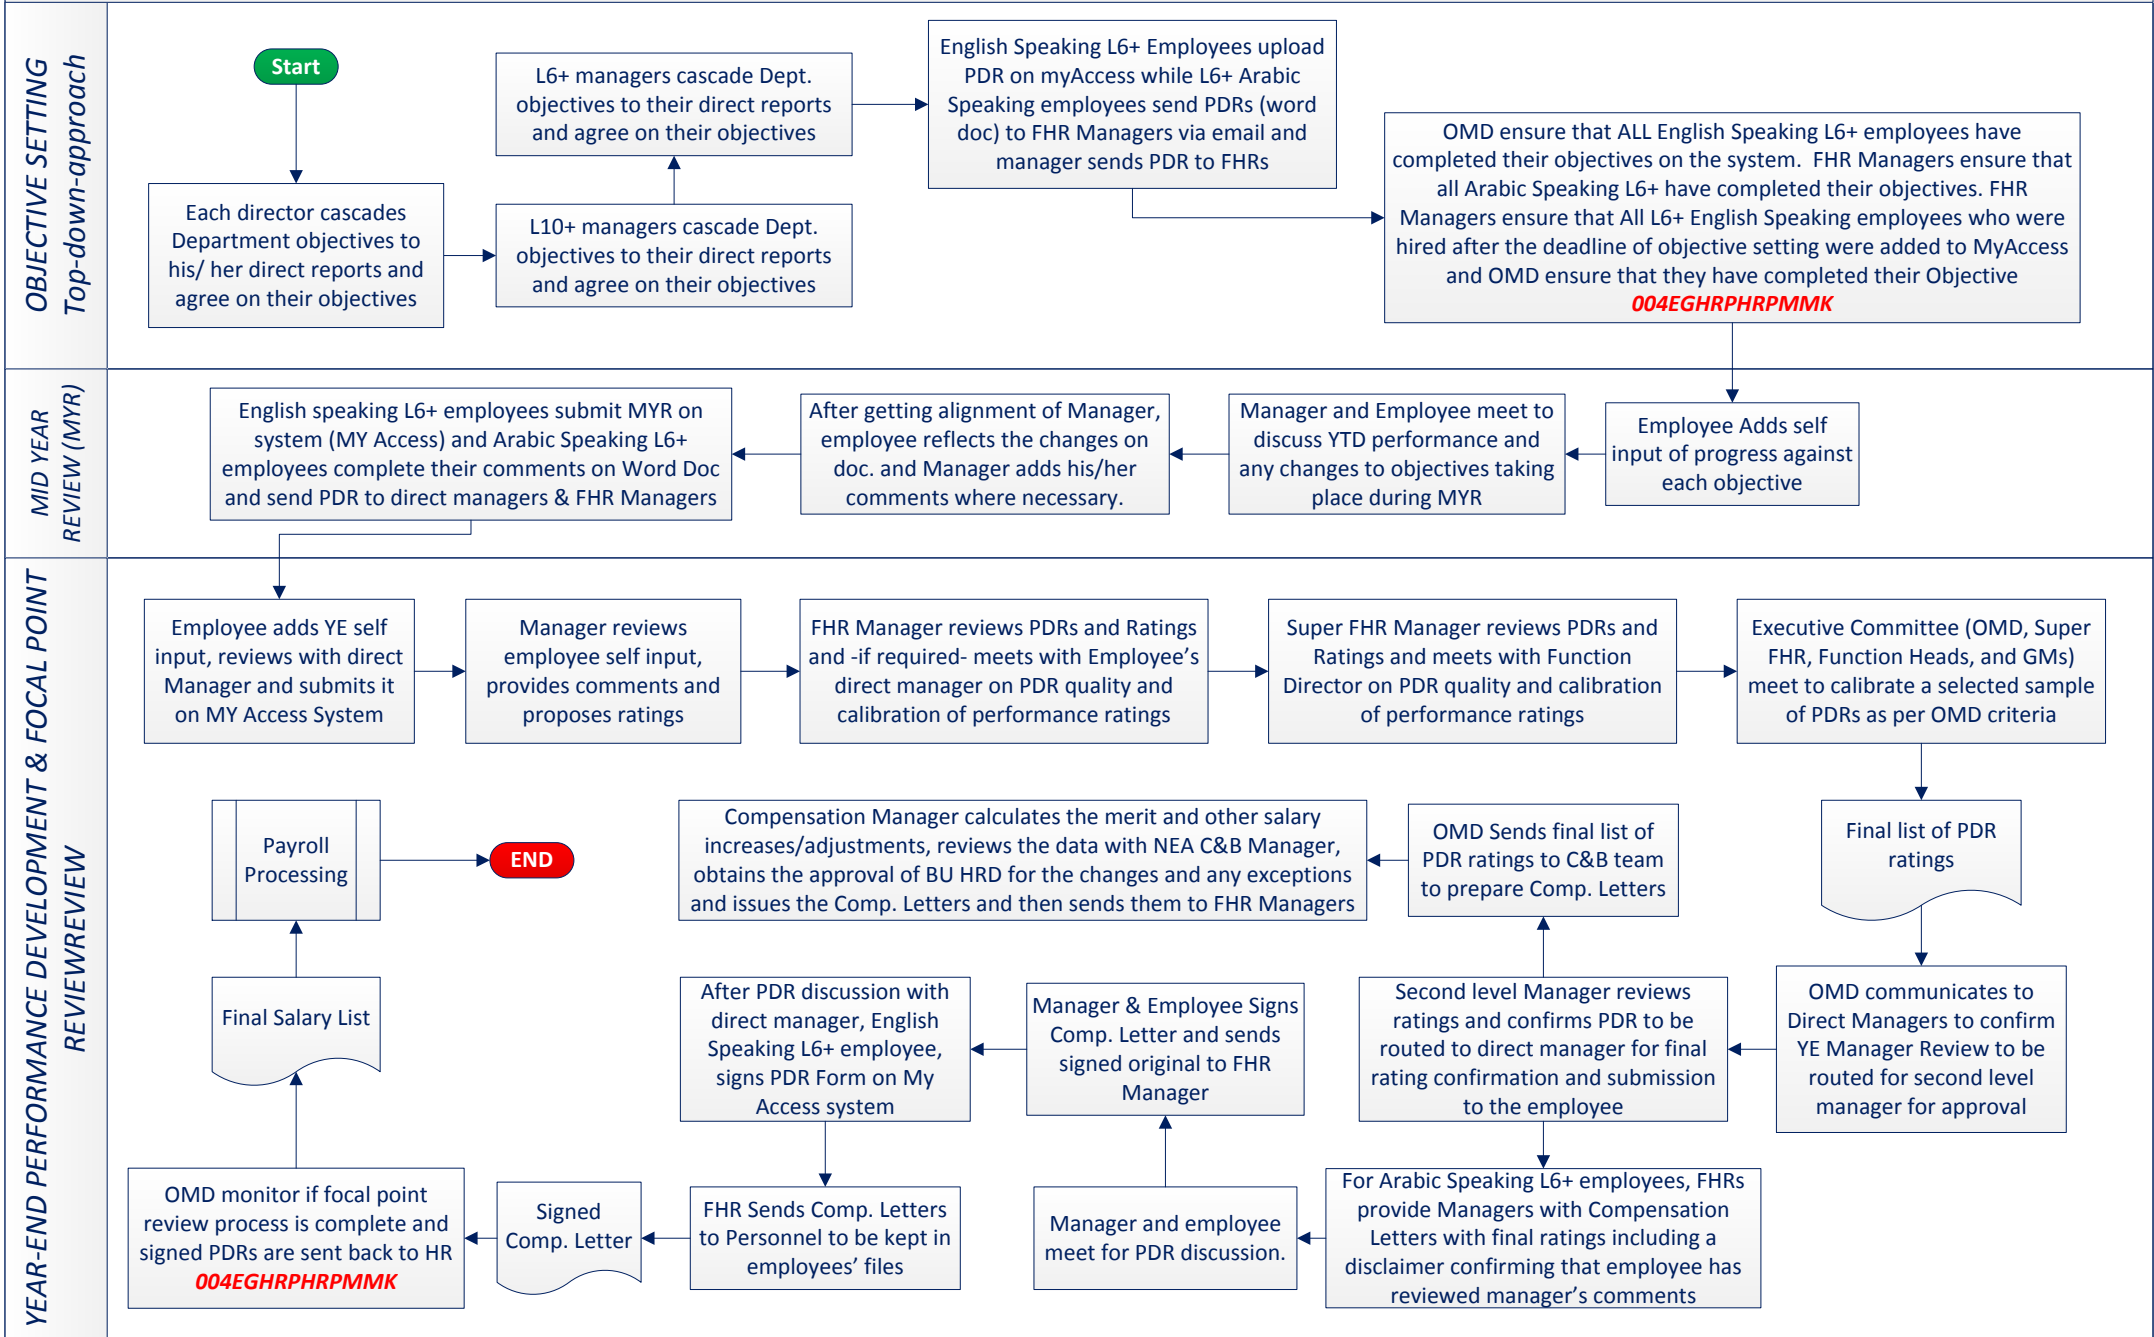 OBJECTIVE SETTING
Top-down-approach
Start
Each director cascades
Department objectives to
his/ her direct reports and
agree on their objectives
L10+ managers cascade Dept.
objectives to their direct reports
and agree on their objectives
L6+ managers cascade Dept.
objectives to their direct reports
and agree on their objectives
English Speaking L6+ Employees upload
PDR on myAccess while L6+ Arabic
Speaking employees send PDRs (word
doc) to FHR Managers via email and
manager sends PDR to FHRs
OMD ensure that ALL English Speaking L6+ employees have
completed their objectives on the system.  FHR Managers ensure that
all Arabic Speaking L6+ have completed their objectives. FHR
Managers ensure that All L6+ English Speaking employees who were
hired after the deadline of objective setting were added to MyAccess
and OMD ensure that they have completed their Objective
004EGHRPHRPMMK
MID YEAR
REVIEW (MYR)
Employee Adds self
input of progress against
each objective
Manager and Employee meet to
discuss YTD performance and
any changes to objectives taking
place during MYR
After getting alignment of Manager,
employee reflects the changes on
doc. and Manager adds his/her
comments where necessary.
English speaking L6+ employees submit MYR on
system (MY Access) and Arabic Speaking L6+
employees complete their comments on Word Doc
and send PDR to direct managers & FHR Managers
YEAR-END PERFORMANCE DEVELOPMENT & FOCAL POINT
REVIEWREVIEW
Employee adds YE self
input, reviews with direct
Manager and submits it
on MY Access System
Manager reviews
employee self input,
provides comments and
proposes ratings
FHR Manager reviews PDRs and Ratings
and -if required- meets with Employee’s
direct manager on PDR quality and
calibration of performance ratings
Super FHR Manager reviews PDRs and
Ratings and meets with Function
Director on PDR quality and calibration
of performance ratings
Executive Committee (OMD, Super
FHR, Function Heads, and GMs)
meet to calibrate a selected sample
of PDRs as per OMD criteria
Final list of PDR
ratings
OMD communicates to
Direct Managers to confirm
YE Manager Review to be
routed for second level
manager for approval
Second level Manager reviews
ratings and confirms PDR to be
routed to direct manager for final
rating confirmation and submission
to the employee
OMD Sends final list of
PDR ratings to C&B team
to prepare Comp. Letters
Compensation Manager calculates the merit and other salary
increases/adjustments, reviews the data with NEA C&B Manager,
obtains the approval of BU HRD for the changes and any exceptions
and issues the Comp. Letters and then sends them to FHR Managers
For Arabic Speaking L6+ employees, FHRs
provide Managers with Compensation
Letters with final ratings including a
disclaimer confirming that employee has
reviewed manager’s comments
Manager and employee
meet for PDR discussion.
Manager & Employee Signs
Comp. Letter and sends
signed original to FHR
Manager
After PDR discussion with
direct manager, English
Speaking L6+ employee,
signs PDR Form on My
Access system
FHR Sends Comp. Letters
to Personnel to be kept in
employees’ files
Signed
Comp. Letter
OMD monitor if focal point
review process is complete and
signed PDRs are sent back to HR
004EGHRPHRPMMK
Final Salary List
Payroll
Processing
END